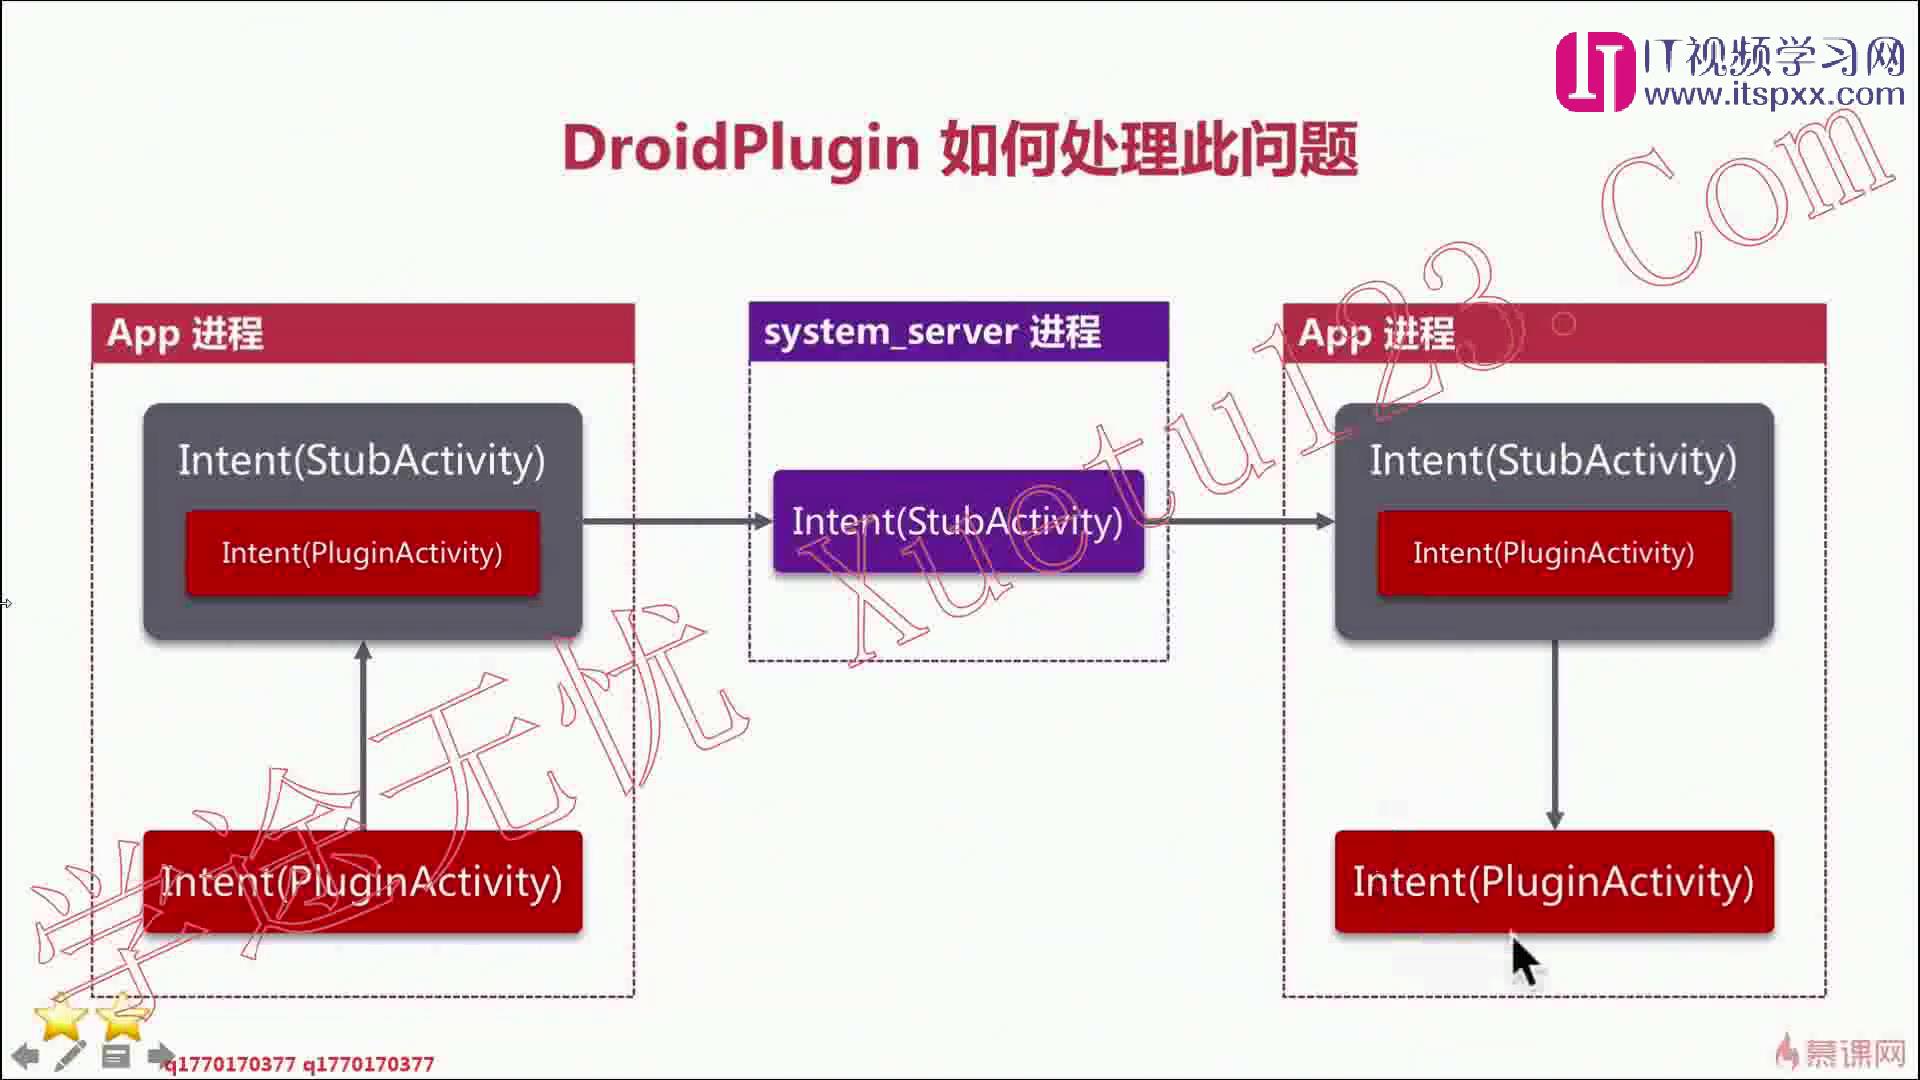 IT视频学习网
www.itspxx.com
DroidPlugin 如何处理此问题
App 进程
Intent(StubActivity)
Intent(PluginActivity)
Intent(PluginActivity)
system_server 进程
Intent(StubActivity)
App 进程
Intent(StubActivity)
Intent(PluginActivity)
Intent(PluginActivity)
学途无忧 Xuetu123.Com
q1770170377 q1770170377
慕课网